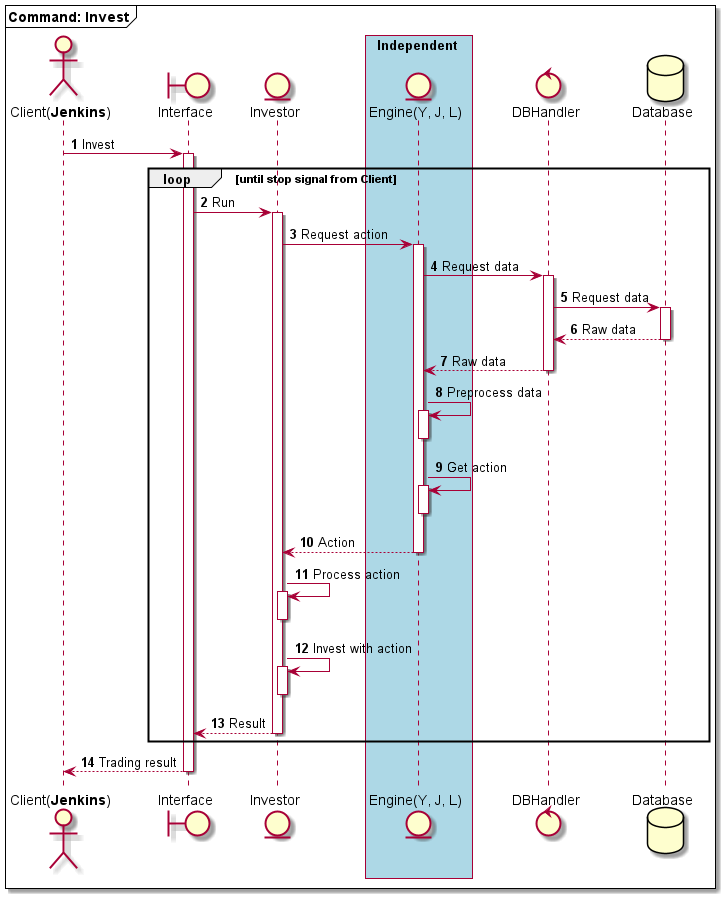 Command: Invest
Independent
Client(Jenkins) Interface Investor Engine(Y, J, L) DBHandler Database
1 Invest
loop [until stop signal from Client]
2 Run
3 Request action
4 Request data
5 Request data
6 Raw data
7 Raw data
8 Preprocess data
9 Get action
10 Action
11 Process action
12 Invest with action
13 Result
14 Trading result
Client(Jenkins) Interface Investor Engine(Y, J, L) DBHandler Database